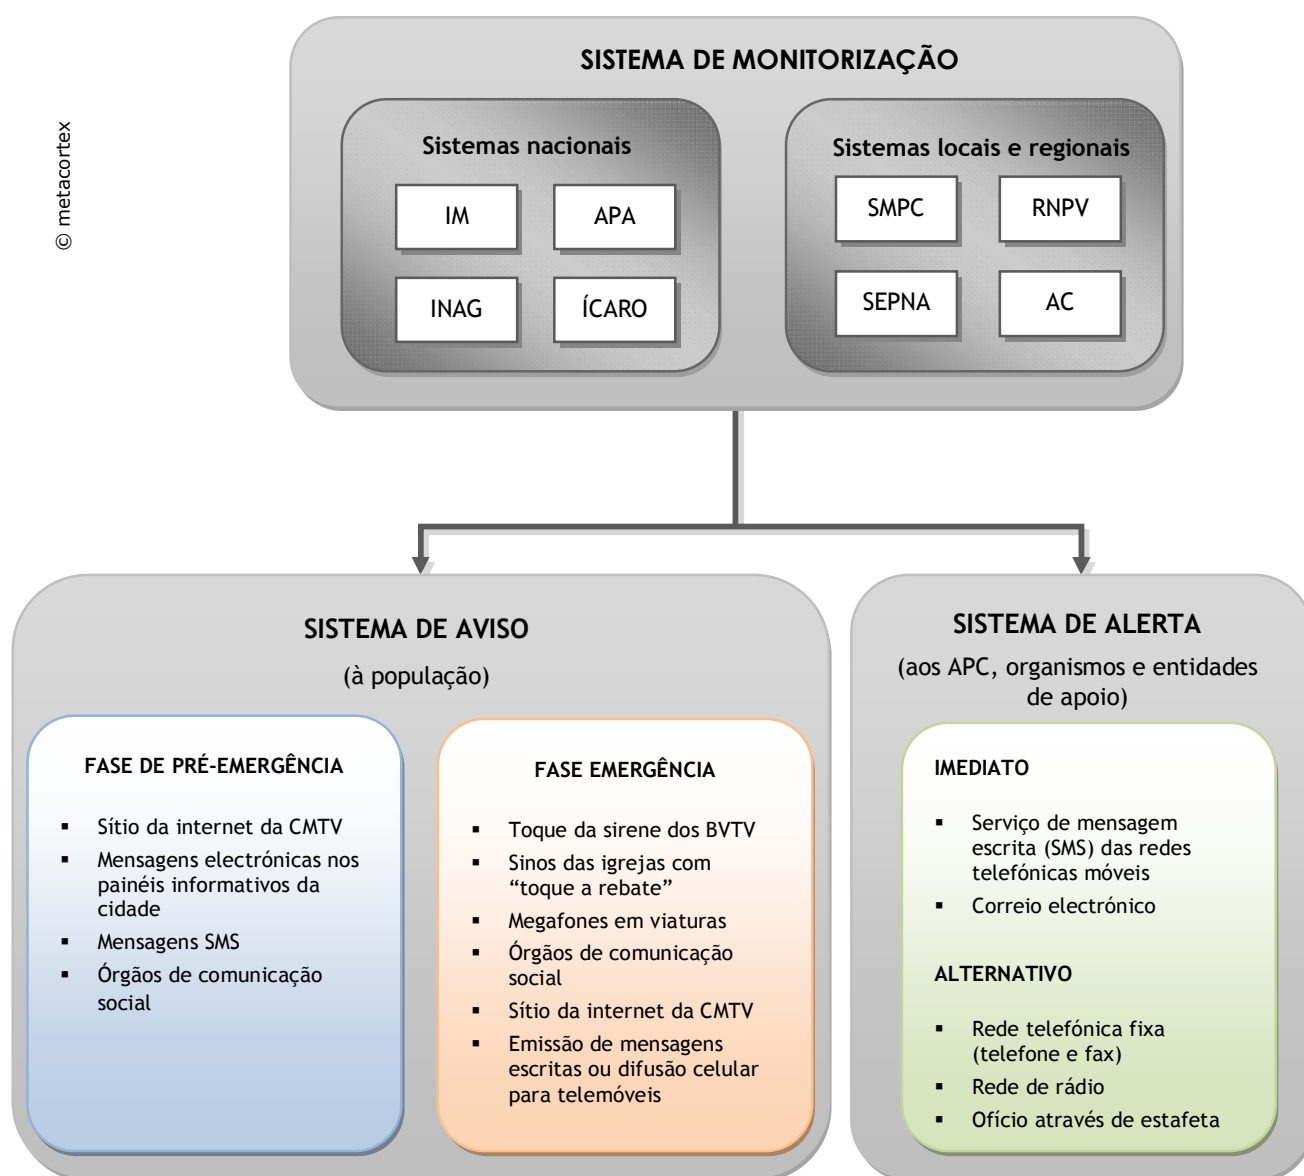 © metacortex
SISTEMA DE MONITORIZAÇÃO
Sistemas nacionais
IM
APA
INAG
ÍCARO
Sistemas locais e regionais
SMPC
RNPV
SEPNA
AC
SISTEMA DE AVISO
(à população)
FASE DE PRÉ-EMERGÊNCIA
▪ Sítio da internet da CMTV
▪ Mensagens electrónicas nos
painéis informativos da
cidade
▪ Mensagens SMS
▪ Órgãos de comunicação
social
FASE EMERGÊNCIA
▪ Toque da sirene dos BVTV
▪ Sinos das igrejas com
“toque a rebate”
▪ Megafones em viaturas
▪ Órgãos de comunicação
social
▪ Sítio da internet da CMTV
▪ Emissão de mensagens
escritas ou difusão celular
para telemóveis
SISTEMA DE ALERTA
(aos APC, organismos e entidades
de apoio)
IMEDIATO
▪ Serviço de mensagem
escrita (SMS) das redes
telefónicas móveis
▪ Correio electrónico
ALTERNATIVO
▪ Rede telefónica fixa
(telefone e fax)
▪ Rede de rádio
▪ Ofício através de estafeta